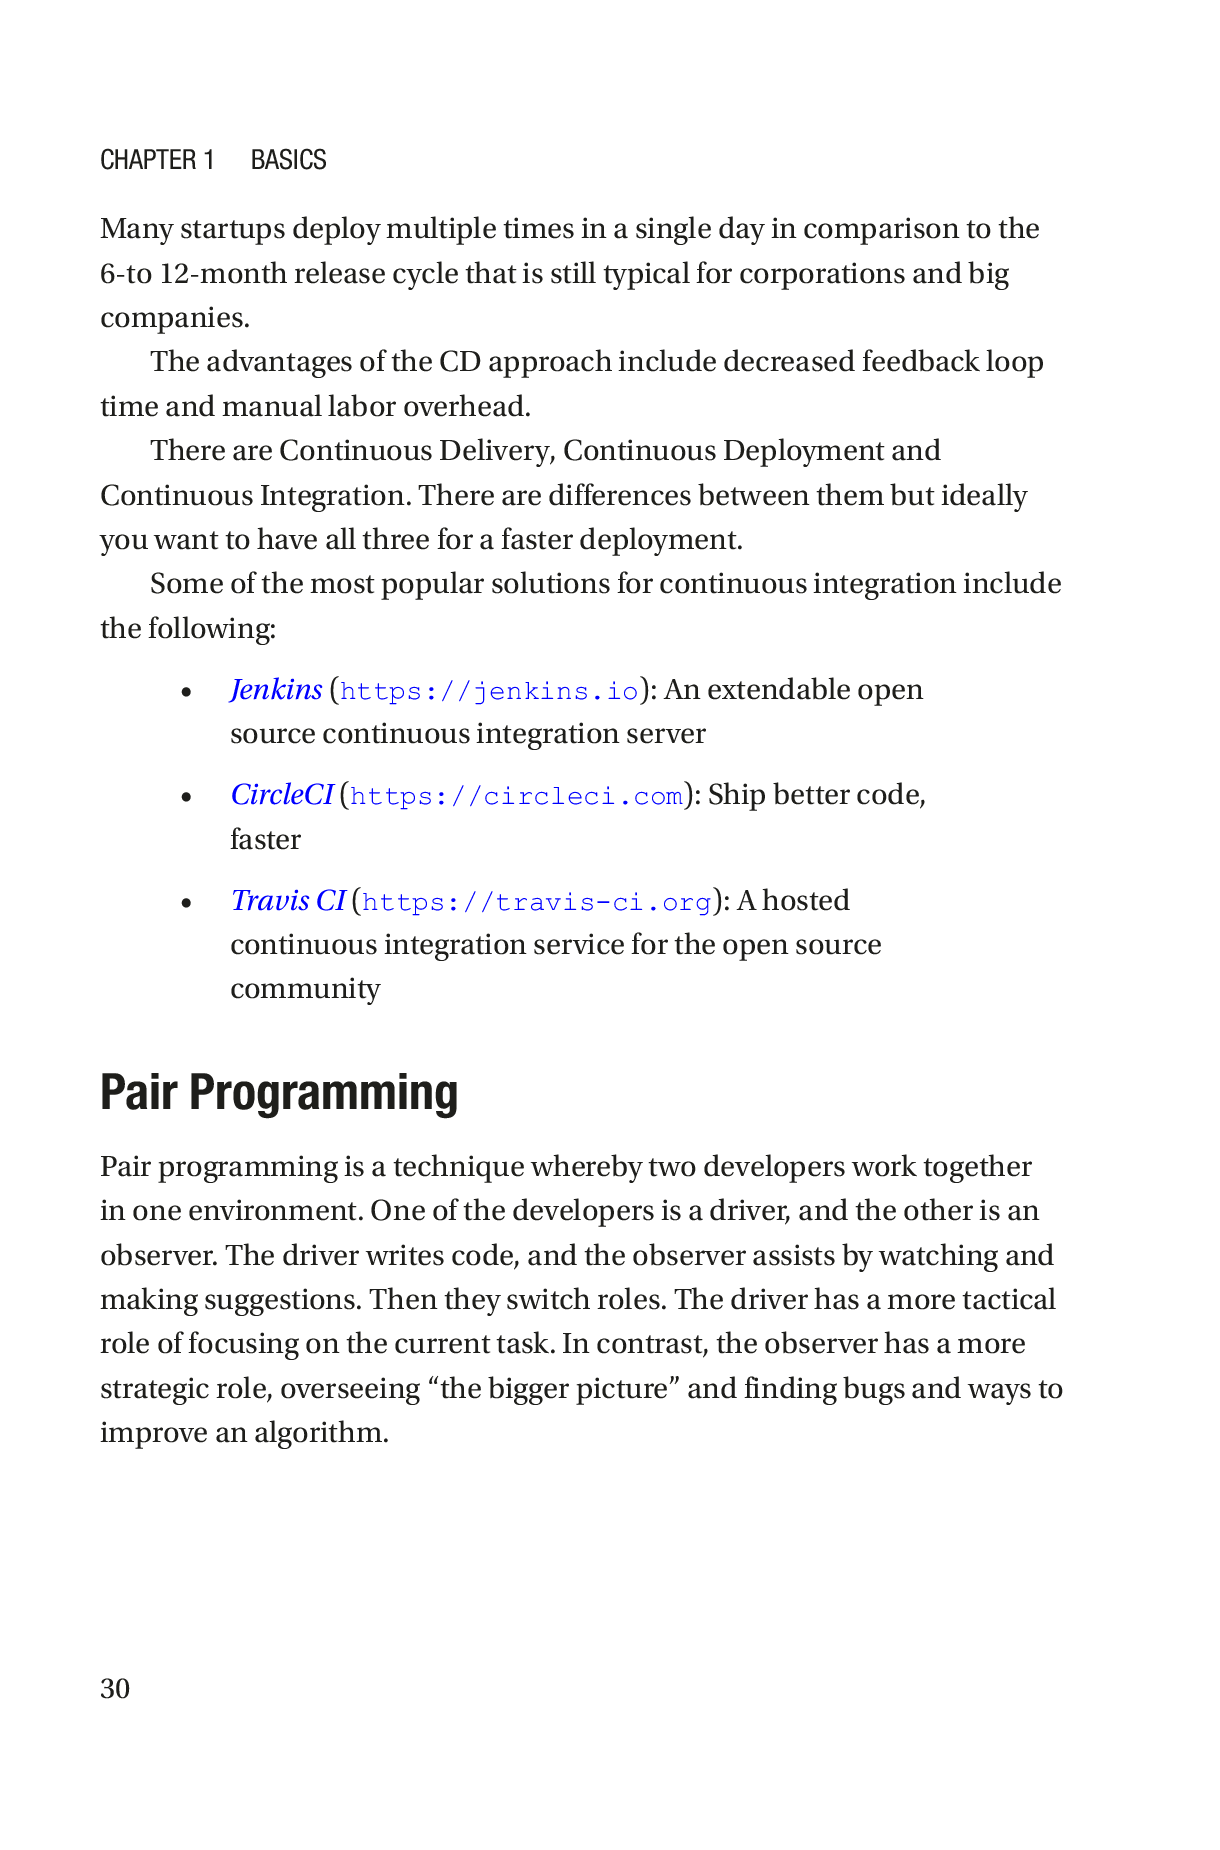 CHAPTER 1 BASICS
Many startups deploy multiple times in a single day in comparison to the
6-to 12-month release cycle that is still typical for corporations and big
companies.
The advantages of the CD approach include decreased feedback loop
time and manual labor overhead.
There are Continuous Delivery, Continuous Deployment and
Continuous Integration. There are differences between them but ideally
you want to have all three for a faster deployment.
Some of the most popular solutions for continuous integration include
the following:
• Jenkins (https://jenkins.io): An extendable open
source continuous integration server
• CircleCI (https://circleci.com): Ship better code,
faster
• Travis CI (https://travis-ci.org): A hosted
continuous integration service for the open source
community
Pair Programming
Pair programming is a technique whereby two developers work together
in one environment. One of the developers is a driver, and the other is an
observer. The driver writes code, and the observer assists by watching and
making suggestions. Then they switch roles. The driver has a more tactical
role of focusing on the current task. In contrast, the observer has a more
strategic role, overseeing “the bigger picture” and finding bugs and ways to
improve an algorithm.
30